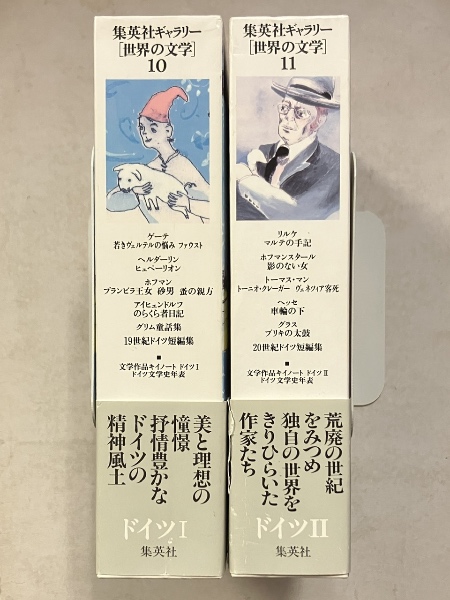 集英社ギャラリー
[世界の文学]
10
ゲーテ
若きヴェルテルの悩み ファウスト
ヘルダーリン
ヒュペーリオン
ホフマン
ブランビラ王女 砂男 蚤の親方
アイヒェンドルフ
のらくら者日記
グリム童話集
19世紀ドイツ短編集
■
文学作品キイノート ドイツⅠ
ドイツ文学史年表
美と理想の
憧憬
抒情豊かな
ドイツの
精神風土
ドイツⅠ
集英社
集英社ギャラリー
[世界の文学]
11
リルケ
マルテの手記
ホフマンスタール
影のない女
トーマス・マン
トーニオ・クレーガー ヴェネツィア客死
ヘッセ
車輪の下
グラス
ブリキの太鼓
20世紀ドイツ短編集
■
文学作品キイノート ドイツⅡ
ドイツ文学史年表
荒廃の世紀
をみつめ
独自の世界を
きりひらいた
作家たち
ドイツⅡ
集英社